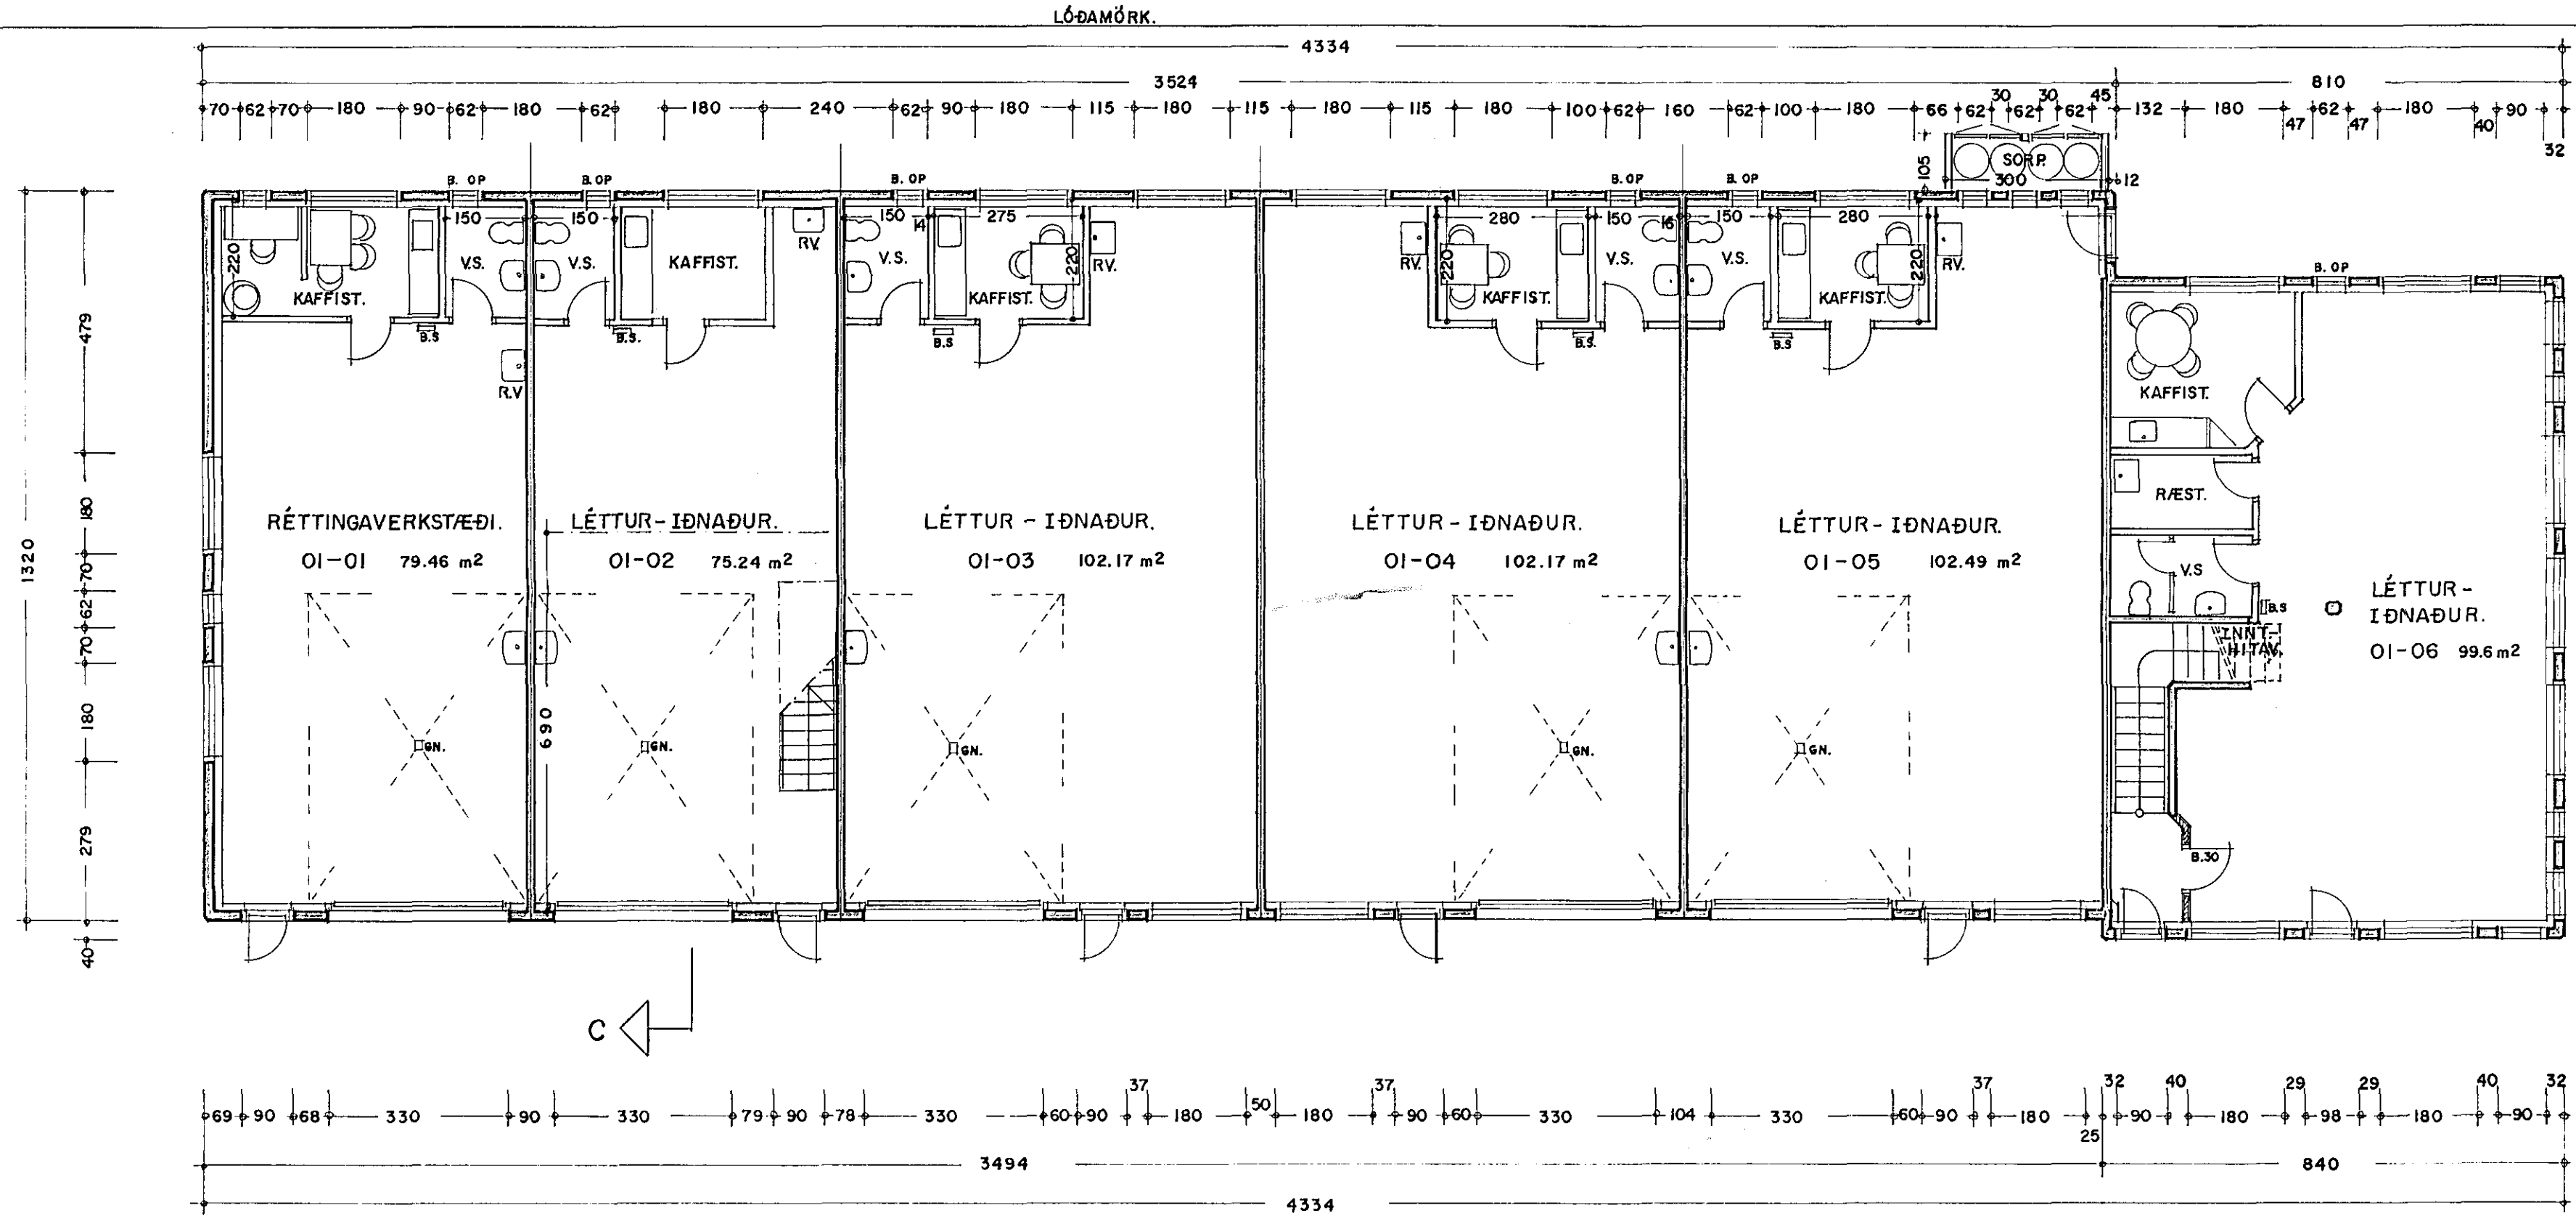 LÓÐAMÖRK.
4334
3524 810
70 62 70 180 90 62 180 62 180 240 62 90 180 115 180 115 180 115 180 100 62 160 62 100 180 66 62 30 62 30 62 45 132 180 47 62 47 180 40 90 32
105 SORP. 300 12
B. OP B. OP B. OP B. OP B. OP B. OP
150 150 150 14 275 280 150 16 150 280
220 V.S. V.S. KAFFIST. RV. V.S. 220 RV. RV. 220 V.S. V.S. 220 RV.
KAFFIST. KAFFIST. KAFFIST. KAFFIST.
B.S B.S. B.S B.S. B.S
R.V
KAFFIST.
RÆST.
V.S
B.S
INNT.
HITAV.
B.30
RÉTTINGAVERKSTÆÐI.
01-01 79.46 m2
LÉTTUR-IÐNAÐUR.
01-02 75.24 m2
LÉTTUR - IÐNAÐUR.
01-03 102.17 m2
LÉTTUR - IÐNAÐUR.
01-04 102.17 m2
LÉTTUR - IÐNAÐUR.
01-05 102.49 m2
LÉTTUR -
IÐNAÐUR.
01-06 99.6 m2
690
GN. GN. GN. GN. GN.
1320
479
180
70
62
70
180
279
40
C
69 90 68 330 90 330 79 90 78 330 60 90 37 180 50 180 37 90 60 330 104 330 60 90 37 180 25 32 90 40 180 29 98 29 180 40 90 32
3494 840
4334